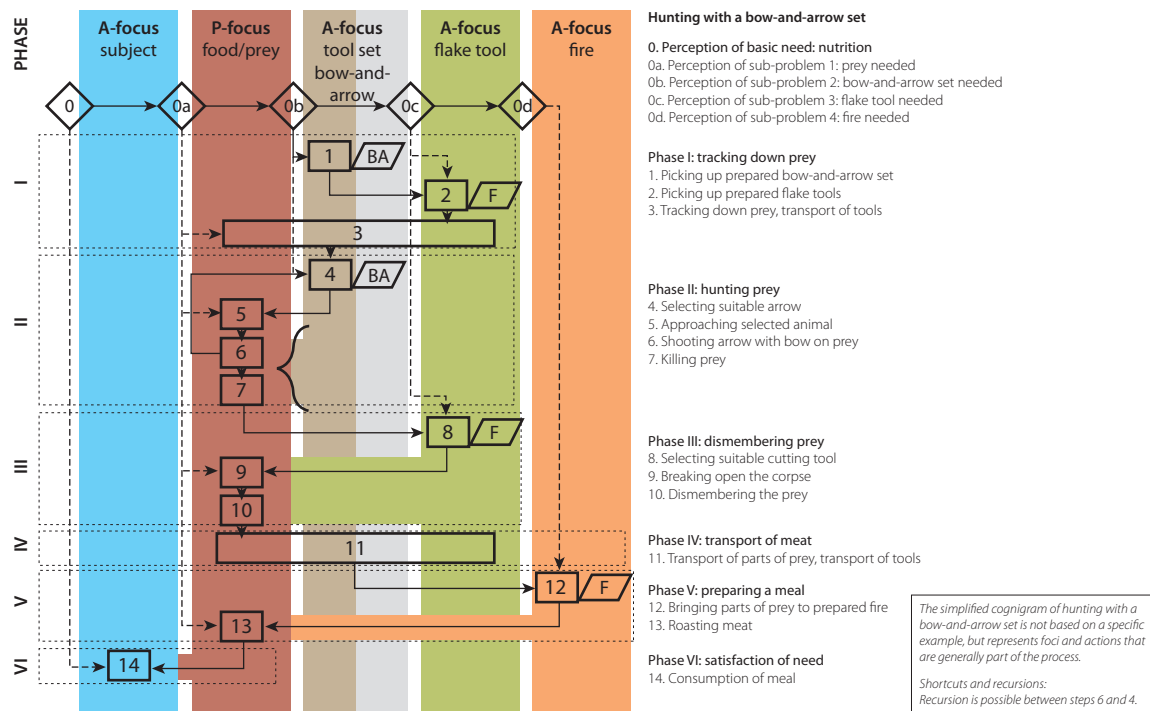 PHASE
A-focus
subject
P-focus
food/prey
A-focus
tool set
bow-and-
arrow
A-focus
flake tool
A-focus
fire
0
0a
0b
0c
0d
I
1
BA
2
F
3
II
4
BA
5
6
7
III
8
F
9
10
IV
11
V
12
F
13
VI
14
Hunting with a bow-and-arrow set
0. Perception of basic need: nutrition
0a. Perception of sub-problem 1: prey needed
0b. Perception of sub-problem 2: bow-and-arrow set needed
0c. Perception of sub-problem 3: flake tool needed
0d. Perception of sub-problem 4: fire needed
Phase I: tracking down prey
1. Picking up prepared bow-and-arrow set
2. Picking up prepared flake tools
3. Tracking down prey, transport of tools
Phase II: hunting prey
4. Selecting suitable arrow
5. Approaching selected animal
6. Shooting arrow with bow on prey
7. Killing prey
Phase III: dismembering prey
8. Selecting suitable cutting tool
9. Breaking open the corpse
10. Dismembering the prey
Phase IV: transport of meat
11. Transport of parts of prey, transport of tools
Phase V: preparing a meal
12. Bringing parts of prey to prepared fire
13. Roasting meat
Phase VI: satisfaction of need
14. Consumption of meal
The simplified cognigram of hunting with a
bow-and-arrow set is not based on a specific
example, but represents foci and actions that
are generally part of the process.
Shortcuts and recursions:
Recursion is possible between steps 6 and 4.